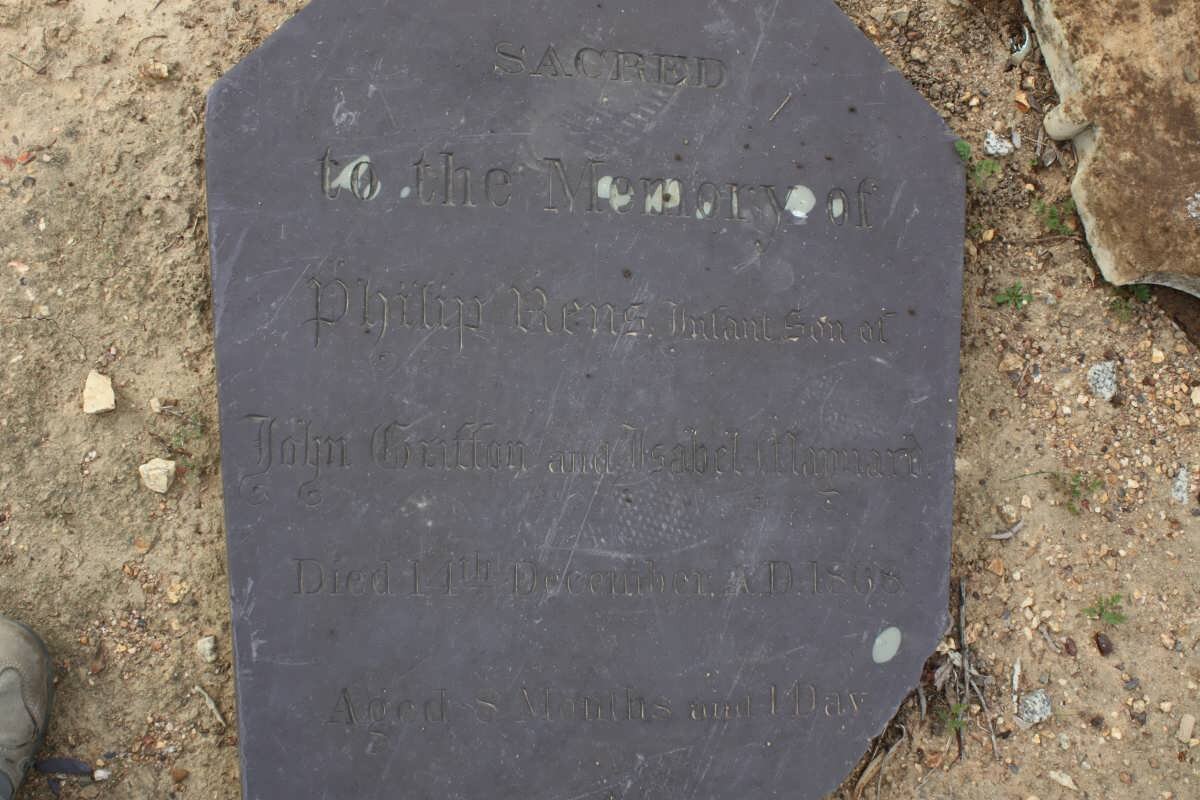 SACRED
to the Memory of
Philip Rens. Infant Son of
John Griffon and Isabel Maynard.
Died 14th December, A.D. 1868
Aged 8 Months and 1 Day